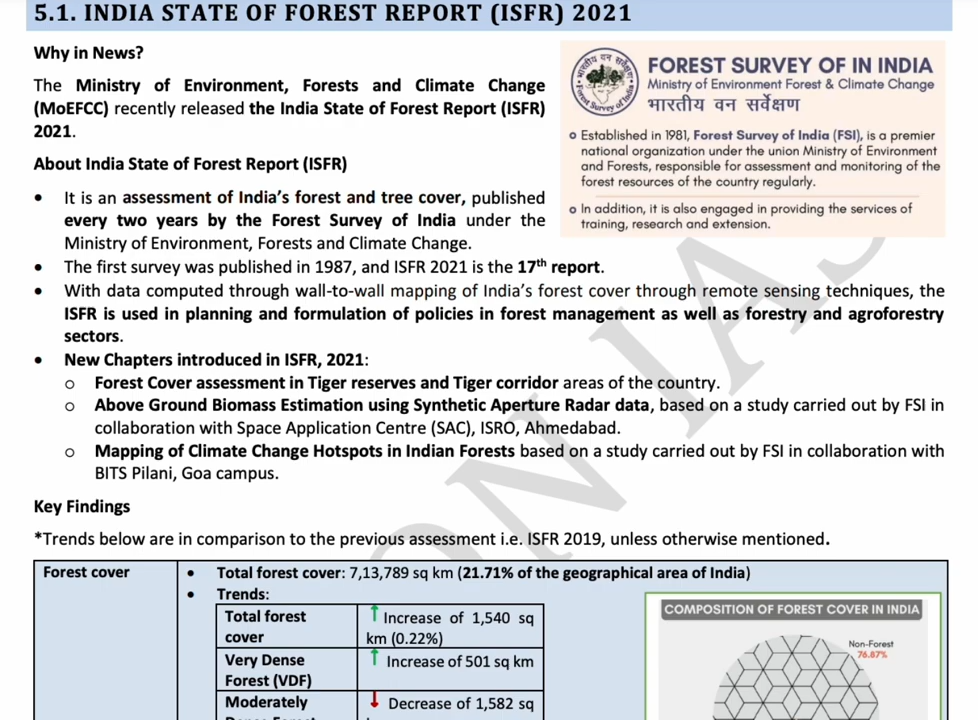 5.1. INDIA STATE OF FOREST REPORT (ISFR) 2021
Why in News?
The Ministry of Environment, Forests and Climate Change
(MoEFCC) recently released the India State of Forest Report (ISFR)
2021.
About India State of Forest Report (ISFR)
• It is an assessment of India's forest and tree cover, published
every two years by the Forest Survey of India under the
Ministry of Environment, Forests and Climate Change.
FOREST SURVEY OF IN INDIA
Ministry of Environment Forest & Climate Change
भारतीय वन सर्वेक्षण
Established in 1981, Forest Survey of India (FSI), is a premier
national organization under the union Ministry of Environment
and Forests, responsible for assessment and monitoring of the
forest resources of the country regularly.
In addition, it is also engaged in providing the services of
training, research and extension.
• The first survey was published in 1987, and ISFR 2021 is the 17th report.
• With data computed through wall-to-wall mapping of India's forest cover through remote sensing techniques, the
ISFR is used in planning and formulation of policies in forest management as well as forestry and agroforestry
sectors.
• New Chapters introduced in ISFR, 2021:
o Forest Cover assessment in Tiger reserves and Tiger corridor areas of the country.
o Above Ground Biomass Estimation using Synthetic Aperture Radar data, based on a study carried out by FSI in
collaboration with Space Application Centre (SAC), ISRO, Ahmedabad.
o Mapping of Climate Change Hotspots in Indian Forests based on a study carried out by FSI in collaboration with
BITS Pilani, Goa campus.
Key Findings
*Trends below are in comparison to the previous assessment i.e. ISFR 2019, unless otherwise mentioned.
Forest cover
• Total forest cover: 7,13,789 sq km (21.71% of the geographical area of India)
• Trends:
Total forest
cover
↑ Increase of 1,540 sq
km (0.22%)
Very Dense
Forest (VDF)
↑ Increase of 501 sq km
Moderately
↓ Decrease of 1,582 sq
COMPOSITION OF FOREST COVER IN INDIA
Non-Forest
76.87%